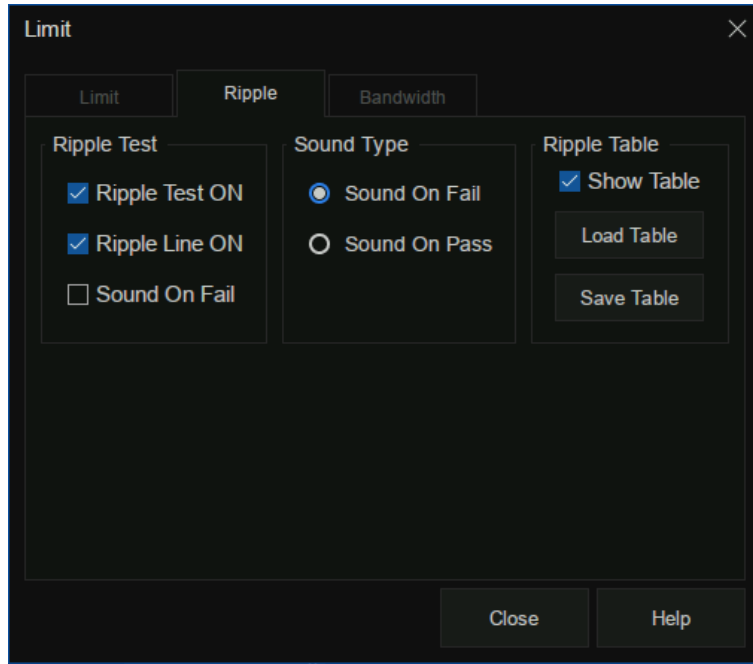 Limit
Limit
Ripple
Bandwidth
Ripple Test
Ripple Test ON
Ripple Line ON
Sound On Fail
Sound Type
Sound On Fail
Sound On Pass
Ripple Table
Show Table
Load Table
Save Table
Close
Help